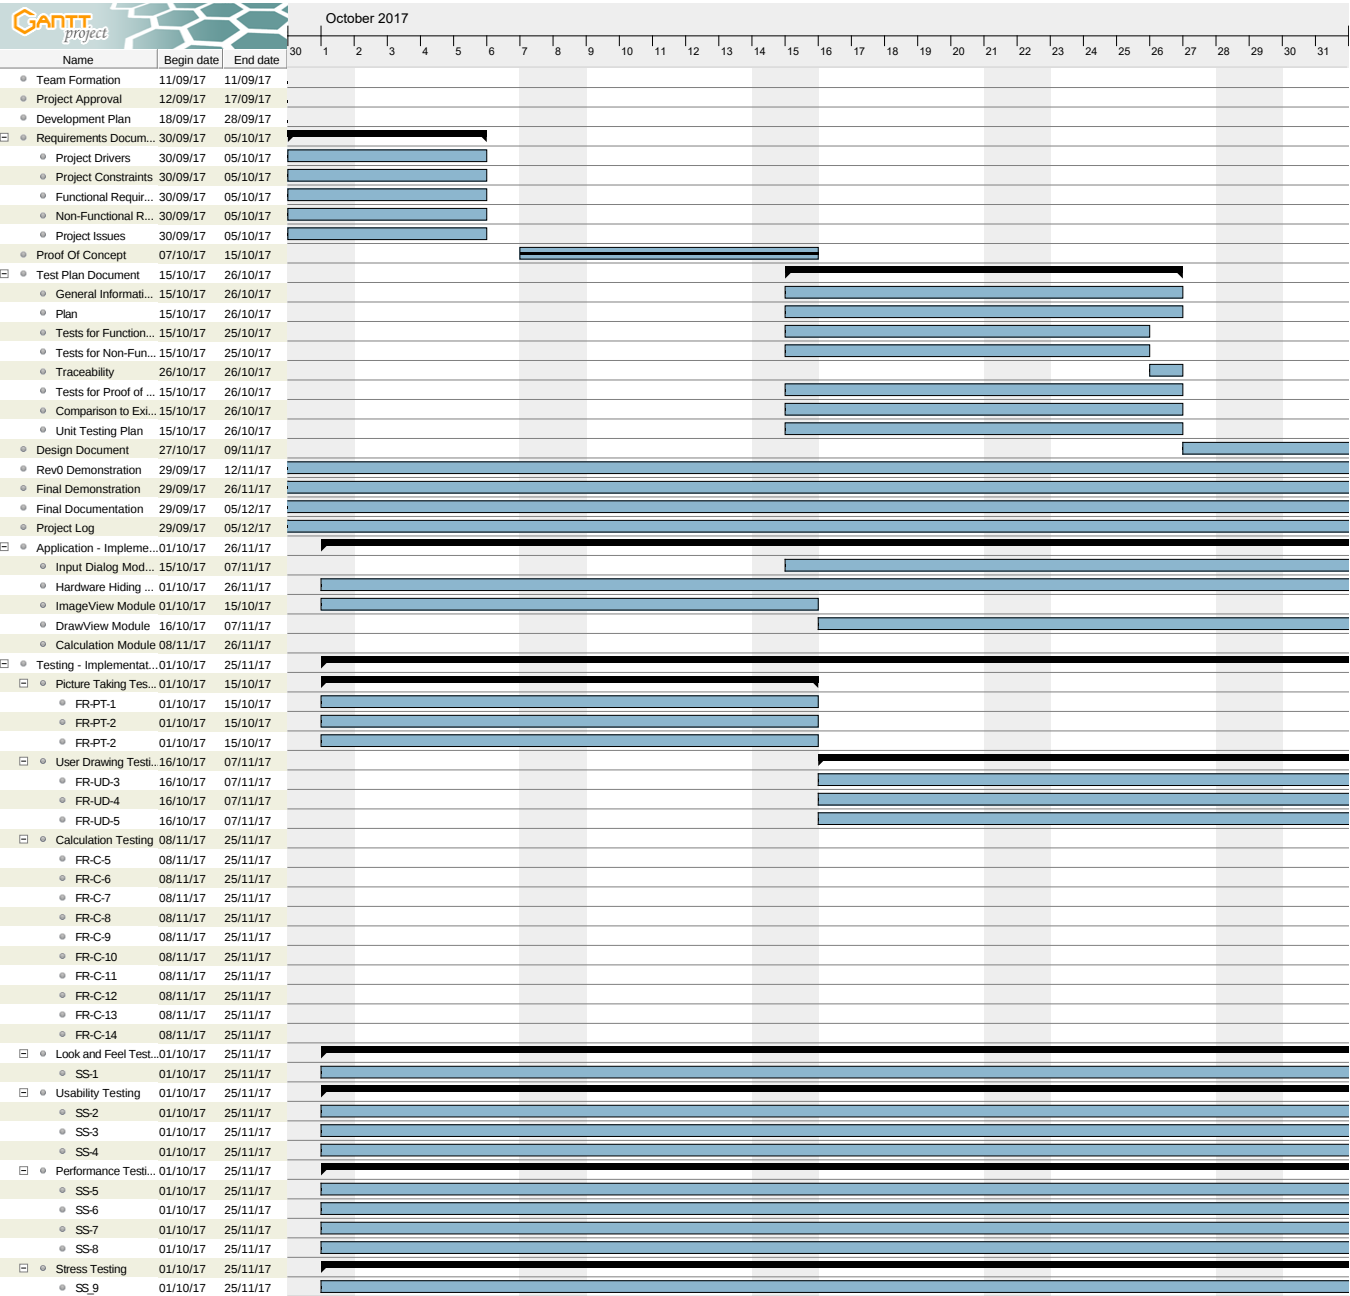 GANTT project
October 2017
30 1 2 3 4 5 6 7 8 9 10 11 12 13 14 15 16 17 18 19 20 21 22 23 24 25 26 27 28 29 30 31
Name Begin date End date
Team Formation 11/09/17 11/09/17
Project Approval 12/09/17 17/09/17
Development Plan 18/09/17 28/09/17
Requirements Docum... 30/09/17 05/10/17
Project Drivers 30/09/17 05/10/17
Project Constraints 30/09/17 05/10/17
Functional Requir... 30/09/17 05/10/17
Non-Functional R... 30/09/17 05/10/17
Project Issues 30/09/17 05/10/17
Proof Of Concept 07/10/17 15/10/17
Test Plan Document 15/10/17 26/10/17
General Informati... 15/10/17 26/10/17
Plan 15/10/17 26/10/17
Tests for Function... 15/10/17 25/10/17
Tests for Non-Fun... 15/10/17 25/10/17
Traceability 26/10/17 26/10/17
Tests for Proof of ... 15/10/17 26/10/17
Comparison to Exi... 15/10/17 26/10/17
Unit Testing Plan 15/10/17 26/10/17
Design Document 27/10/17 09/11/17
Rev0 Demonstration 29/09/17 12/11/17
Final Demonstration 29/09/17 26/11/17
Final Documentation 29/09/17 05/12/17
Project Log 29/09/17 05/12/17
Application - Impleme... 01/10/17 26/11/17
Input Dialog Mod... 15/10/17 07/11/17
Hardware Hiding ... 01/10/17 26/11/17
ImageView Module 01/10/17 15/10/17
DrawView Module 16/10/17 07/11/17
Calculation Module 08/11/17 26/11/17
Testing - Implementat... 01/10/17 25/11/17
Picture Taking Tes... 01/10/17 15/10/17
FR-PT-1 01/10/17 15/10/17
FR-PT-2 01/10/17 15/10/17
FR-PT-2 01/10/17 15/10/17
User Drawing Testi... 16/10/17 07/11/17
FR-UD-3 16/10/17 07/11/17
FR-UD-4 16/10/17 07/11/17
FR-UD-5 16/10/17 07/11/17
Calculation Testing 08/11/17 25/11/17
FR-C-5 08/11/17 25/11/17
FR-C-6 08/11/17 25/11/17
FR-C-7 08/11/17 25/11/17
FR-C-8 08/11/17 25/11/17
FR-C-9 08/11/17 25/11/17
FR-C-10 08/11/17 25/11/17
FR-C-11 08/11/17 25/11/17
FR-C-12 08/11/17 25/11/17
FR-C-13 08/11/17 25/11/17
FR-C-14 08/11/17 25/11/17
Look and Feel Test... 01/10/17 25/11/17
SS-1 01/10/17 25/11/17
Usability Testing 01/10/17 25/11/17
SS-2 01/10/17 25/11/17
SS-3 01/10/17 25/11/17
SS-4 01/10/17 25/11/17
Performance Testi... 01/10/17 25/11/17
SS-5 01/10/17 25/11/17
SS-6 01/10/17 25/11/17
SS-7 01/10/17 25/11/17
SS-8 01/10/17 25/11/17
Stress Testing 01/10/17 25/11/17
SS_9 01/10/17 25/11/17